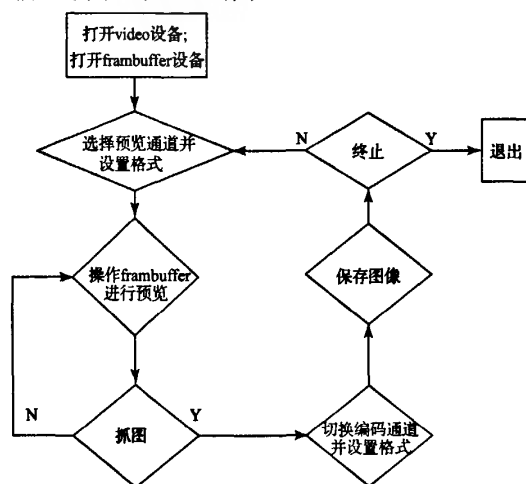 打开video设备;
打开frambuffer设备
选择预览通道并
设置格式
N
终止
Y
退出
操作frambuffer
进行预览
保存图像
N
抓图
Y
切换编码通道
并设置格式